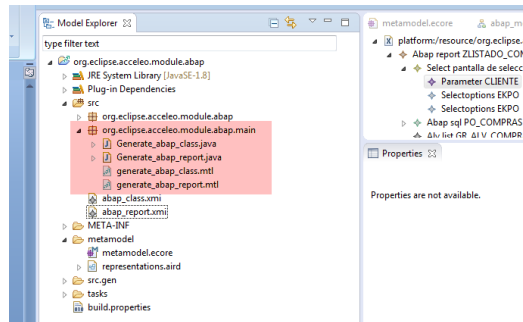 Model Explorer
type filter text
org.eclipse.acceleo.module.abap
JRE System Library [JavaSE-1.8]
Plug-in Dependencies
src
org.eclipse.acceleo.module.abap
org.eclipse.acceleo.module.abap.main
Generate_abap_class.java
Generate_abap_report.java
generate_abap_class.mtl
generate_abap_report.mtl
abap_class.xmi
abap_report.xmi
META-INF
metamodel
metamodel.ecore
representations.aird
src.gen
tasks
build.properties
metamodel.ecore abap_m
platform:/resource/org.eclipse.
Abap report ZLISTADO_COM
Select pantalla de selecc
Parameter CLIENTE
Selectoptions EKPO
Selectoptions EKPO
Abap sql PO_COMPRAS
Alv list GR_ALV_COMPR
Properties
Properties are not available.